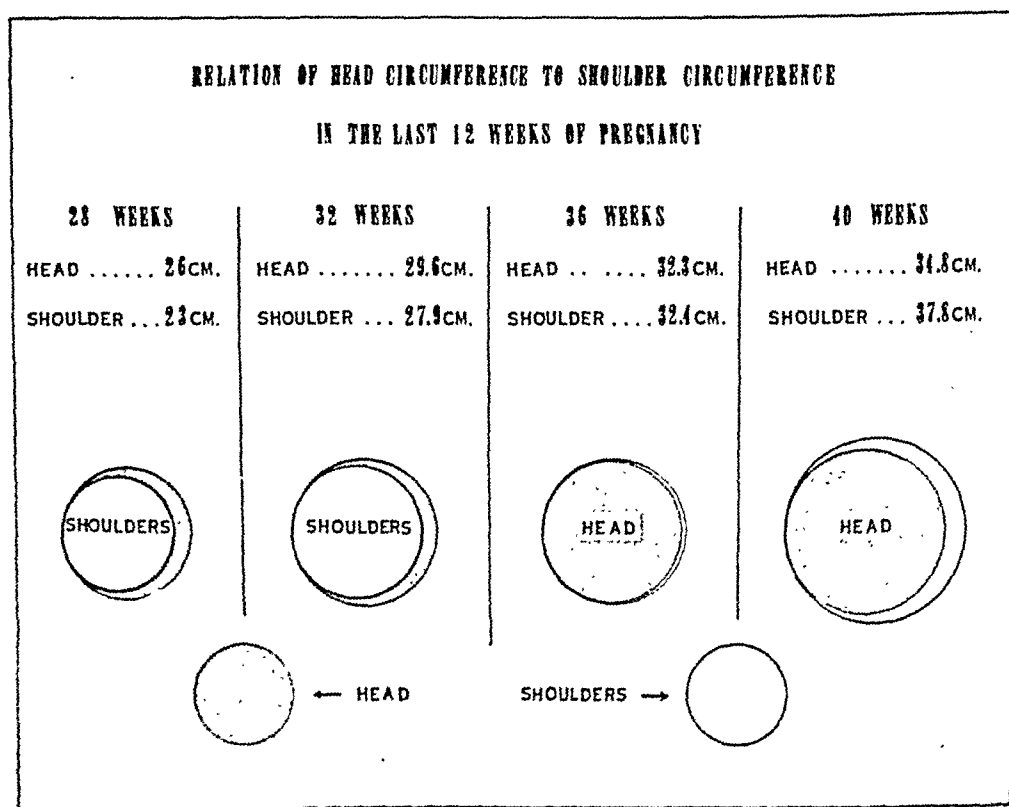 RELATION OF HEAD CIRCUMFERENCE TO SHOULDER CIRCUMFERENCE
IN THE LAST 12 WEEKS OF PREGNANCY
28 WEEKS
HEAD ...... 26CM.
SHOULDER ...23CM.
32 WEEKS
HEAD ....... 29.6CM.
SHOULDER ... 27.9CM.
36 WEEKS
HEAD .. .... 32.3CM.
SHOULDER .... 32.4CM.
40 WEEKS
HEAD ....... 34.8CM.
SHOULDER ... 37.8CM.
SHOULDERS
SHOULDERS
HEAD
HEAD
← HEAD
SHOULDERS →